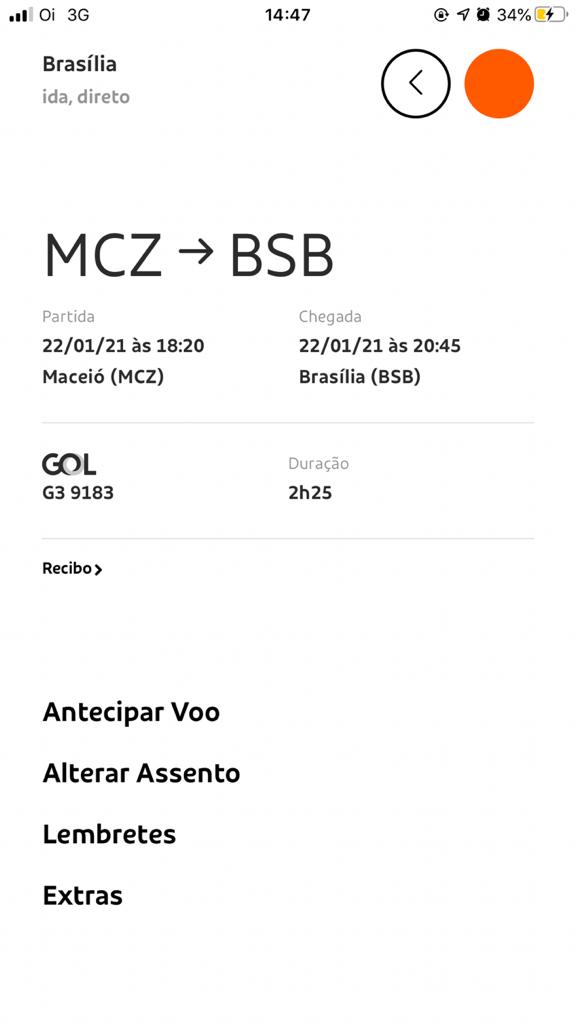 Oi 3G 14:47 34%
Brasília
ida, direto
MCZ → BSB
Partida Chegada
22/01/21 às 18:20 22/01/21 às 20:45
Maceió (MCZ) Brasília (BSB)
GOL Duração
G3 9183 2h25
Recibo >
Antecipar Voo
Alterar Assento
Lembretes
Extras